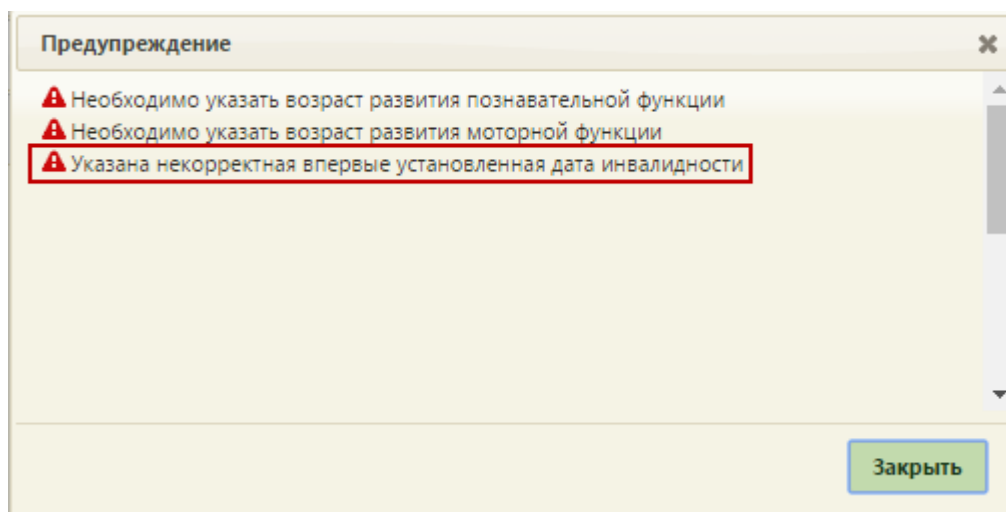 Предупреждение
Необходимо указать возраст развития познавательной функции
Необходимо указать возраст развития моторной функции
Указана некорректная впервые установленная дата инвалидности
Закрыть